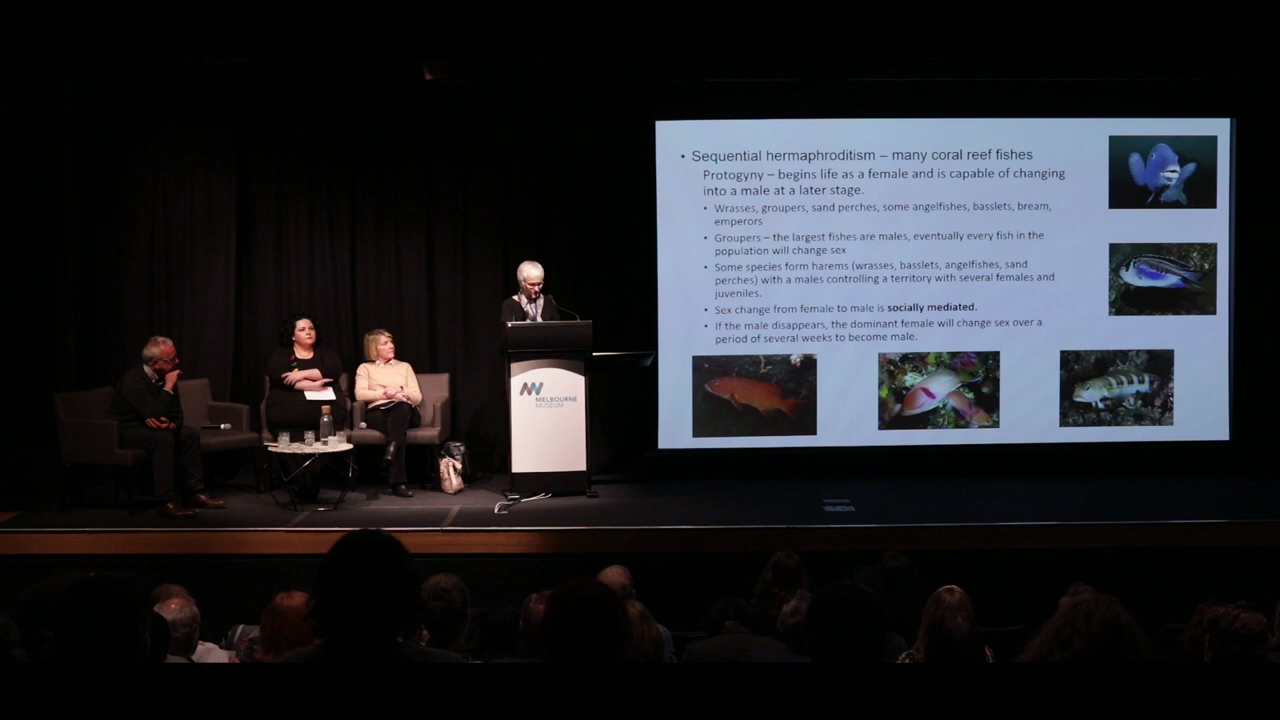 • Sequential hermaphroditism – many coral reef fishes
Protogyny – begins life as a female and is capable of changing
into a male at a later stage.
• Wrasses, groupers, sand perches, some angelfishes, basslets, bream,
emperors
• Groupers – the largest fishes are males, eventually every fish in the
population will change sex
• Some species form harems (wrasses, basslets, angelfishes, sand
perches) with a males controlling a territory with several females and
juveniles.
• Sex change from female to male is socially mediated.
• If the male disappears, the dominant female will change sex over a
period of several weeks to become male.
MELBOURNE
MUSEUM